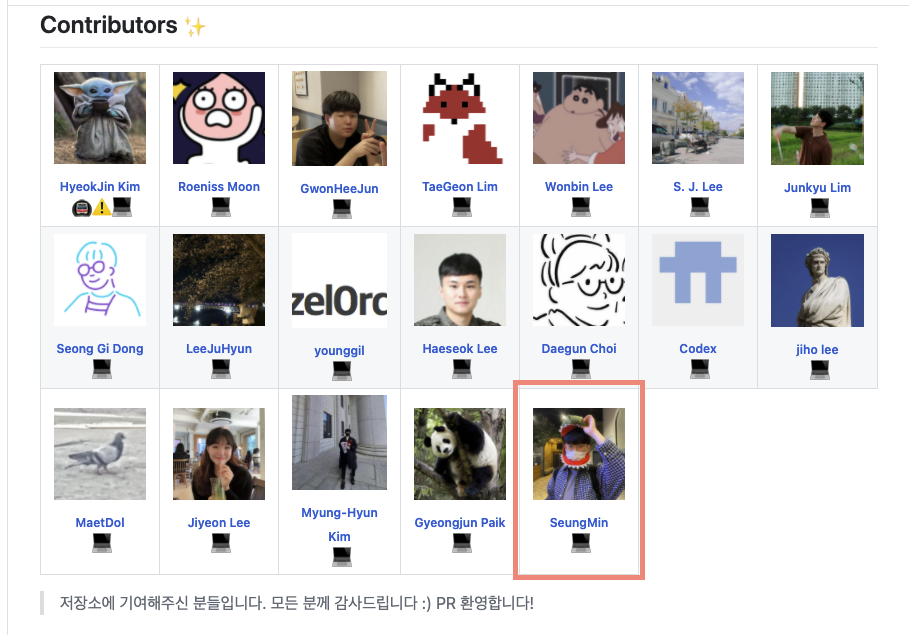 Contributors ✨
HyeokJin Kim
Roeniss Moon
GwonHeeJun
TaeGeon Lim
Wonbin Lee
S. J. Lee
Junkyu Lim
Seong Gi Dong
LeeJuHyun
zelOrc
younggil
Haeseok Lee
Daegun Choi
Codex
jiho lee
MaetDol
Jiyeon Lee
Myung-Hyun
Kim
Gyeongjun Paik
SeungMin
저장소에 기여해주신 분들입니다. 모든 분께 감사드립니다 :) PR 환영합니다!